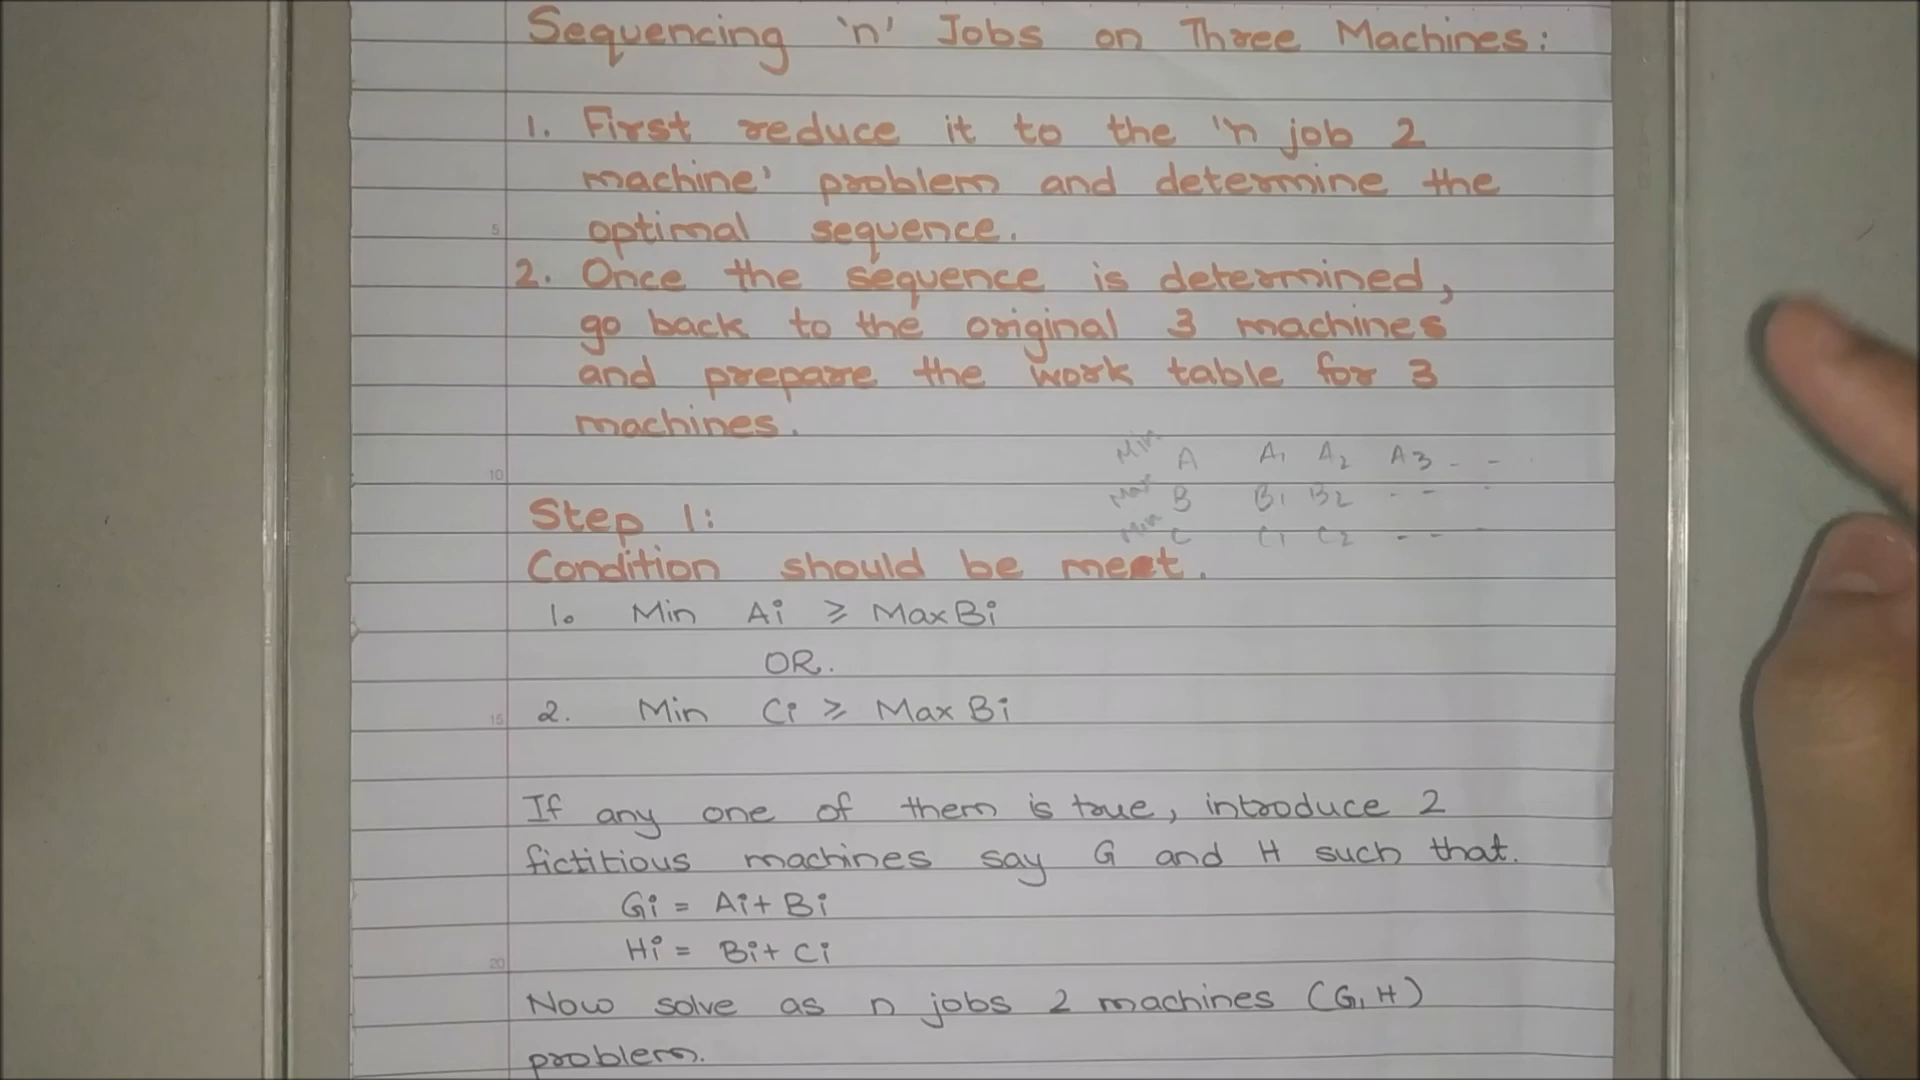 Sequencing 'n' Jobs on Three Machines:
1. First reduce it to the 'n job 2
machine' problem and determine the
5
optimal sequence.
2. Once the sequence is determined,
go back to the original 3 machines
and prepare the work table for 3
machines.
Min A A1 A2 A3 - -
10
Max B B1 B2 - - -
Step 1:
Min C C1 C2 - - -
Condition should be meet.
1. Min Ai ≥ Max Bi
OR.
15
2. Min Ci ≥ Max Bi
If any one of them is true, introduce 2
fictitious machines say G and H such that.
Gi = Ai + Bi
Hi = Bi + Ci
20
Now solve as n jobs 2 machines (G, H)
problem.